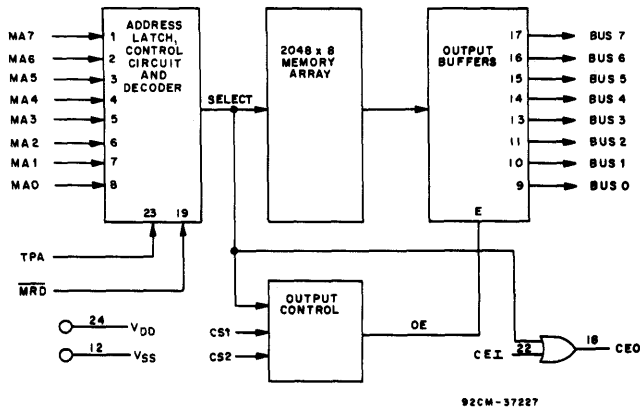 MA7 1
MA6 2
MA5 3
MA4 4
MA3 5
MA2 6
MA1 7
MA0 8
ADDRESS
LATCH,
CONTROL
CIRCUIT
AND
DECODER
23 19
TPA
MRD
SELECT
2048 x 8
MEMORY
ARRAY
OUTPUT
BUFFERS
E
17 BUS 7
16 BUS 6
15 BUS 5
14 BUS 4
13 BUS 3
11 BUS 2
10 BUS 1
9 BUS 0
OUTPUT
CONTROL
CS1
CS2
OE
CEI 22
18 CEO
24 VDD
12 VSS
92CM-37227